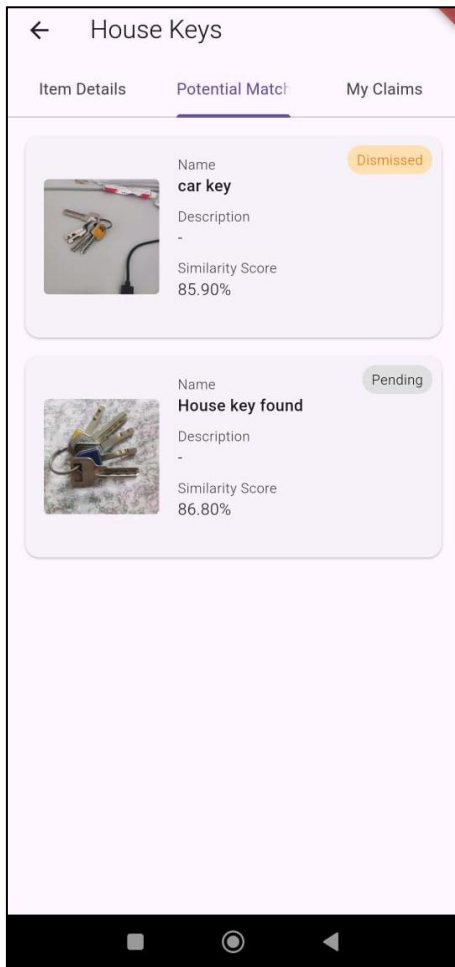 House Keys
Item Details Potential Match My Claims
Name
Dismissed
car key
Description
-
Similarity Score
85.90%
Name
Pending
House key found
Description
-
Similarity Score
86.80%